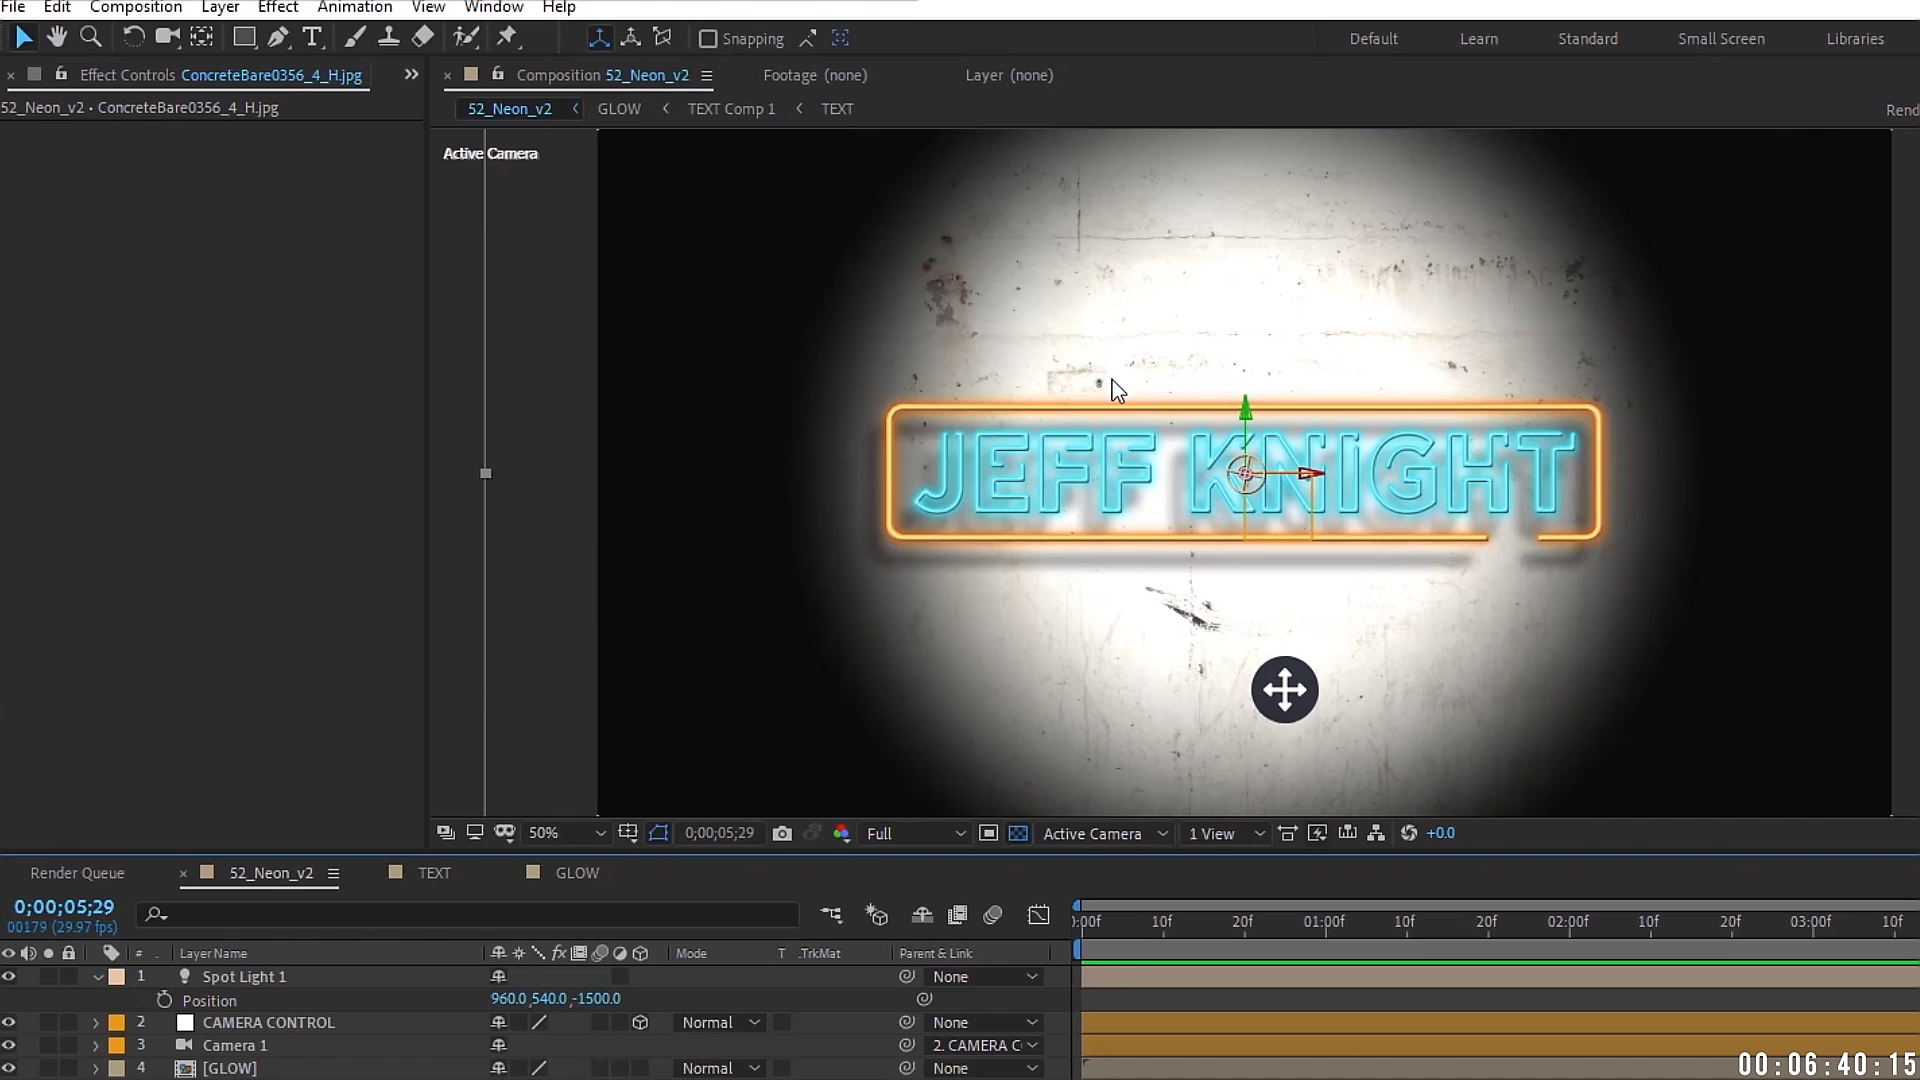 File Edit Composition Layer Effect Animation View Window Help
Snapping Default Learn Standard Small Screen Libraries
Effect Controls ConcreteBare0356_4_H.jpg
Composition 52_Neon_v2 Footage (none) Layer (none)
52_Neon_v2 • ConcreteBare0356_4_H.jpg
52_Neon_v2 GLOW TEXT Comp 1 TEXT Rend
Active Camera
JEFF KNIGHT
50% 0;00;05;29 Full Active Camera 1 View +0.0
Render Queue 52_Neon_v2 TEXT GLOW
0;00;05;29
00179 (29.97 fps)
):00f 10f 20f 01:00f 10f 20f 02:00f 10f 20f 03:00f 10f
# . Layer Name fx Mode T .TrkMat Parent & Link
1 Spot Light 1 None
Position 960.0,540.0,-1500.0
2 CAMERA CONTROL Normal None
3 Camera 1 2. CAMERA C
4 [GLOW] Normal None
00:06:40:15